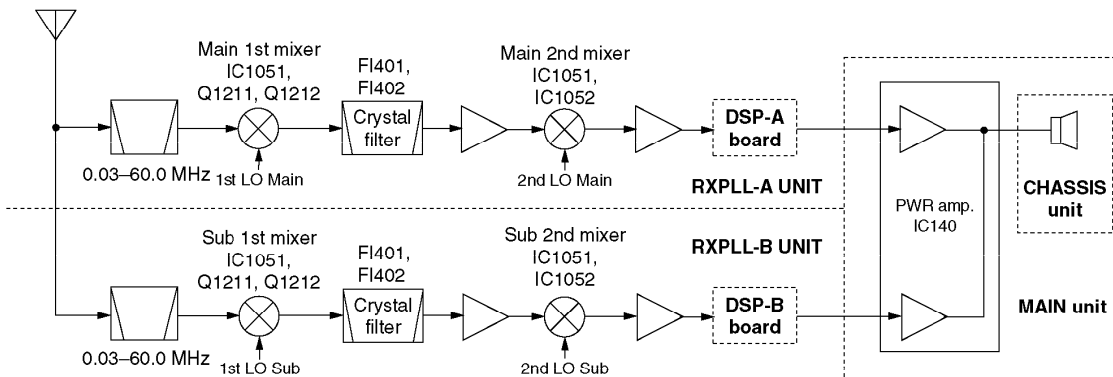 Main 1st mixer
IC1051,
Q1211, Q1212
FI401,
FI402
Crystal
filter
Main 2nd mixer
IC1051,
IC1052
DSP-A
board
0.03–60.0 MHz
1st LO Main
2nd LO Main
RXPLL-A UNIT
CHASSIS
unit
PWR amp.
IC140
Sub 1st mixer
IC1051,
Q1211, Q1212
FI401,
FI402
Crystal
filter
Sub 2nd mixer
IC1051,
IC1052
RXPLL-B UNIT
DSP-B
board
MAIN unit
0.03–60.0 MHz
1st LO Sub
2nd LO Sub